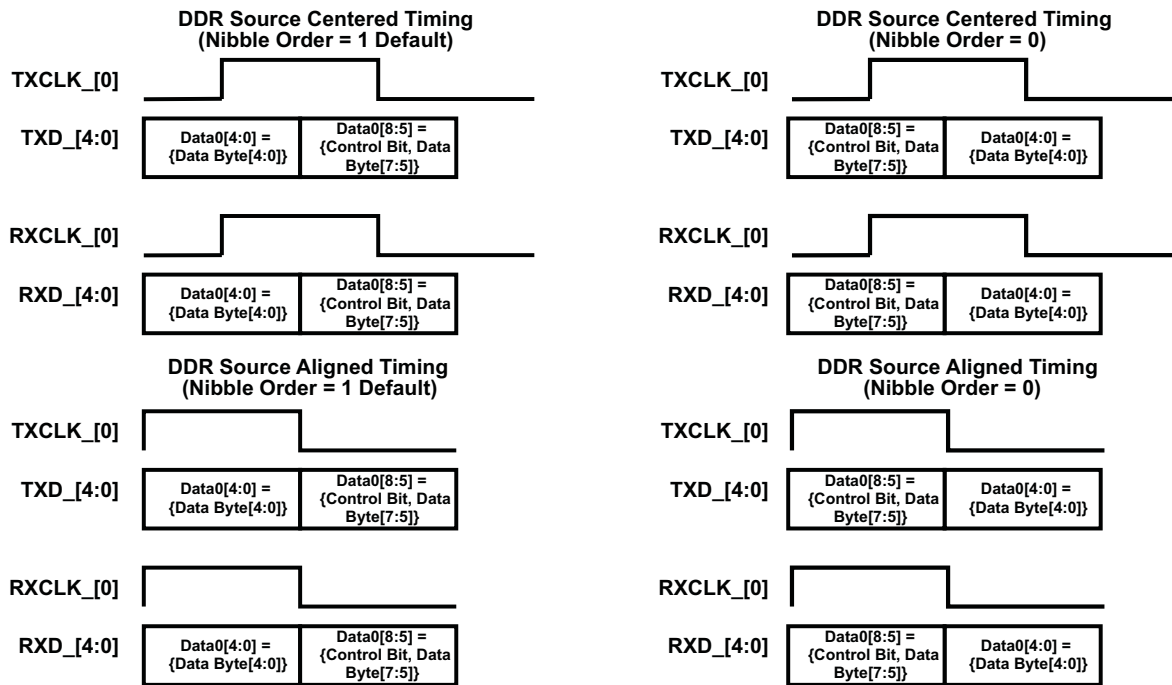 DDR Source Centered Timing
(Nibble Order = 1 Default)
TXCLK_[0]
TXD_[4:0]
Data0[4:0] =
{Data Byte[4:0]}
Data0[8:5] =
{Control Bit, Data
Byte[7:5]}
RXCLK_[0]
RXD_[4:0]
Data0[4:0] =
{Data Byte[4:0]}
Data0[8:5] =
{Control Bit, Data
Byte[7:5]}
DDR Source Centered Timing
(Nibble Order = 0)
TXCLK_[0]
TXD_[4:0]
Data0[8:5] =
{Control Bit, Data
Byte[7:5]}
Data0[4:0] =
{Data Byte[4:0]}
RXCLK_[0]
RXD_[4:0]
Data0[8:5] =
{Control Bit, Data
Byte[7:5]}
Data0[4:0] =
{Data Byte[4:0]}
DDR Source Aligned Timing
(Nibble Order = 1 Default)
TXCLK_[0]
TXD_[4:0]
Data0[4:0] =
{Data Byte[4:0]}
Data0[8:5] =
{Control Bit, Data
Byte[7:5]}
RXCLK_[0]
RXD_[4:0]
Data0[4:0] =
{Data Byte[4:0]}
Data0[8:5] =
{Control Bit, Data
Byte[7:5]}
DDR Source Aligned Timing
(Nibble Order = 0)
TXCLK_[0]
TXD_[4:0]
Data0[8:5] =
{Control Bit, Data
Byte[7:5]}
Data0[4:0] =
{Data Byte[4:0]}
RXCLK_[0]
RXD_[4:0]
Data0[8:5] =
{Control Bit, Data
Byte[7:5]}
Data0[4:0] =
{Data Byte[4:0]}